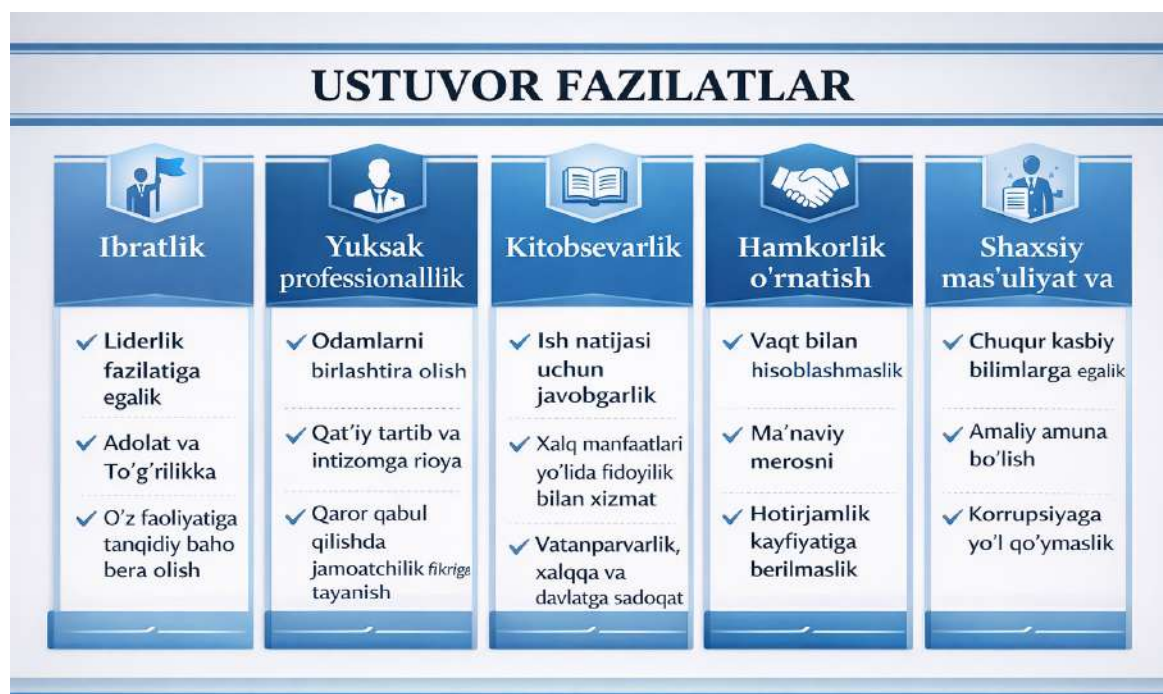 USTUVOR FAZILATLAR
Ibratlik
✓ Liderlik
fazilatiga
egalik
✓ Adolat va
To'g'rilikka
✓ O'z faoliyatiga
tanqidiy baho
bera olish
Yuksak
professionalllik
✓ Odamlarni
birlashtira olish
✓ Qat'iy tartib va
intizomga rioya
✓ Qaror qabul
qilishda
jamoatchilik fikriga
tayanish
Kitobsevarlik
✓ Ish natijasi
uchun
javobgarlik
✓ Xalq manfaatlari
yo'lida fidoyilik
bilan xizmat
✓ Vatanparvarlik,
xalqqa va
davlatga sadoqat
Hamkorlik
o'rnatish
✓ Vaqt bilan
hisoblashmaslik
✓ Ma'naviy
merosni
✓ Hotirjamlik
kayfiyatiga
berilmaslik
Shaxsiy
mas'uliyat va
✓ Chuqur kasbiy
bilimlarga egalik
✓ Amaliy amuna
bo'lish
✓ Korrupsiyaga
yo'l qo'ymaslik